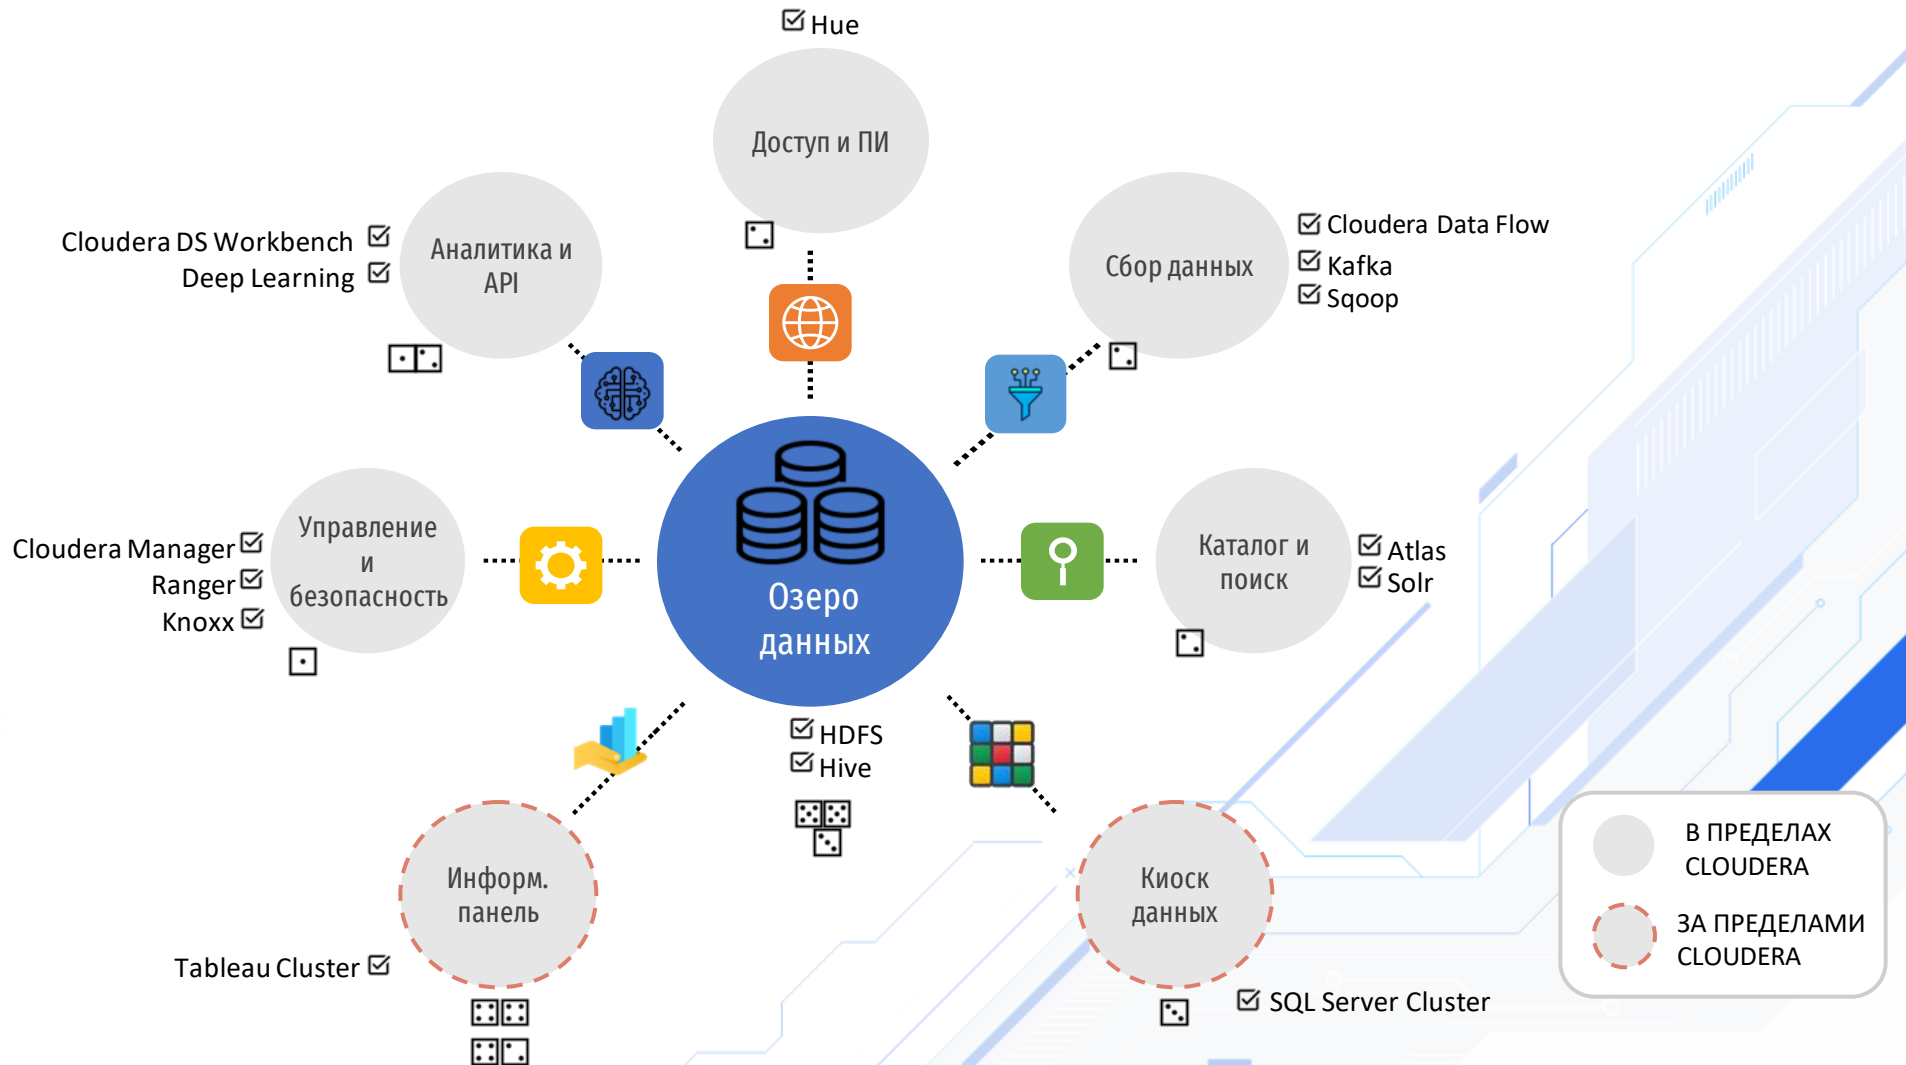 Hue
Доступ и ПИ
Cloudera DS Workbench
Deep Learning
Аналитика и
API
Сбор данных
Cloudera Data Flow
Kafka
Sqoop
Cloudera Manager
Ranger
Knoxx
Управление
и
безопасность
Озеро
данных
Каталог и
поиск
Atlas
Solr
HDFS
Hive
Информ.
панель
Tableau Cluster
Киоск
данных
SQL Server Cluster
В ПРЕДЕЛАХ
CLOUDERA
ЗА ПРЕДЕЛАМИ
CLOUDERA